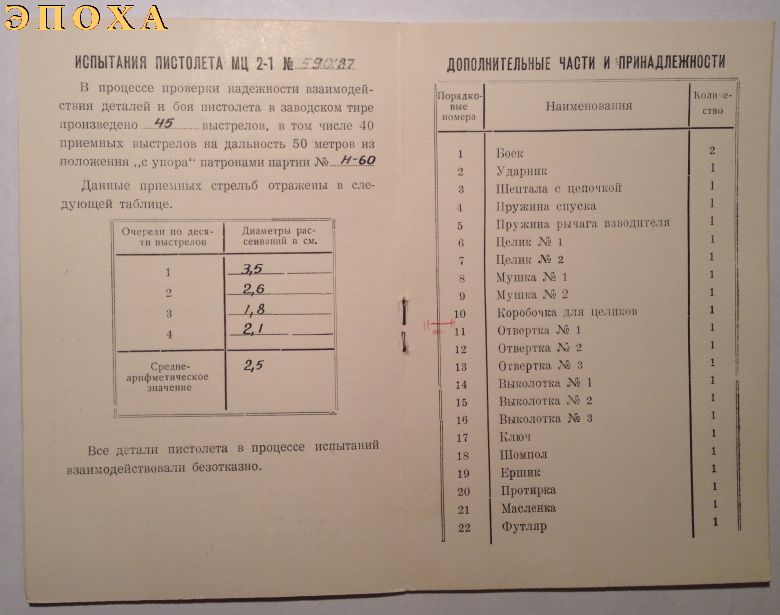 ЭПОХА
ИСПЫТАНИЯ ПИСТОЛЕТА МЦ 2-1 № 59087
В процессе проверки надежности взаимодей-
ствия деталей и боя пистолета в заводском тире
произведено 45 выстрелов, в том числе 40
приемных выстрелов на дальность 50 метров из
положения „с упора“ патронами партии № Н-60
Данные приемных стрельб отражены в сле-
дующей таблице.
Очереди по деся-
ти выстрелов
Диаметры рас-
сеиваний в см.
1 3,5
2 2,6
3 1,8
4 2,1
Средне-
арифметическое
значение
2,5
Все детали пистолета в процессе испытаний
взаимодействовали безотказно.
ДОПОЛНИТЕЛЬНЫЕ ЧАСТИ И ПРИНАДЛЕЖНОСТИ
Порядко-
вые
номера
Наименования
Количе-
ство
1 Боек 2
2 Ударник 1
3 Шептала с цепочкой 1
4 Пружина спуска 1
5 Пружина рычага взводителя 1
6 Целик № 1 1
7 Целик № 2 1
8 Мушка № 1 1
9 Мушка № 2 1
10 Коробочка для целиков 1
11 Отвертка № 1 1
12 Отвертка № 2 1
13 Отвертка № 3 1
14 Выколотка № 1 1
15 Выколотка № 2 1
16 Выколотка № 3 1
17 Ключ 1
18 Шомпол 1
19 Ершик 1
20 Протирка 1
21 Масленка 1
22 Футляр 1